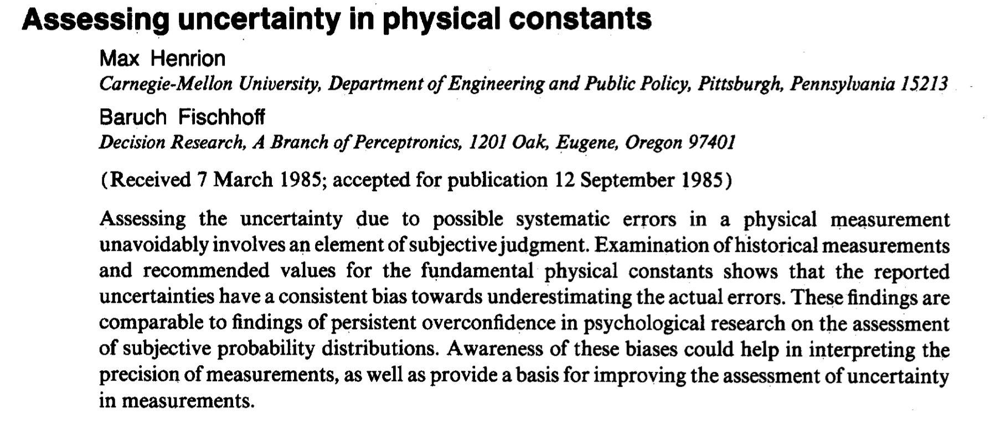 Assessing uncertainty in physical constants
Max Henrion
Carnegie-Mellon University, Department of Engineering and Public Policy, Pittsburgh, Pennsylvania 15213
Baruch Fischhoff
Decision Research, A Branch of Perceptronics, 1201 Oak, Eugene, Oregon 97401
(Received 7 March 1985; accepted for publication 12 September 1985)
Assessing the uncertainty due to possible systematic errors in a physical measurement
unavoidably involves an element of subjective judgment. Examination of historical measurements
and recommended values for the fundamental physical constants shows that the reported
uncertainties have a consistent bias towards underestimating the actual errors. These findings are
comparable to findings of persistent overconfidence in psychological research on the assessment
of subjective probability distributions. Awareness of these biases could help in interpreting the
precision of measurements, as well as provide a basis for improving the assessment of uncertainty
in measurements.